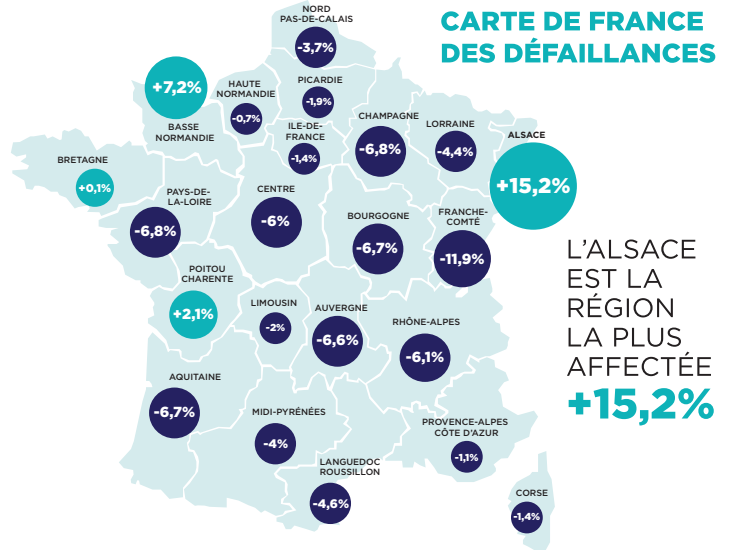 CARTE DE FRANCE
DES DÉFAILLANCES
NORD
PAS-DE-CALAIS
-3,7%
+7,2%
BASSE
NORMANDIE
HAUTE
NORMANDIE
-0,7%
PICARDIE
-1,9%
ILE-DE-
FRANCE
-1,4%
CHAMPAGNE
-6,8%
LORRAINE
-4,4%
ALSACE
+15,2%
BRETAGNE
+0,1%
PAYS-DE-
LA-LOIRE
-6,8%
CENTRE
-6%
BOURGOGNE
-6,7%
FRANCHE-
COMTÉ
-11,9%
L'ALSACE
EST LA
RÉGION
LA PLUS
AFFECTÉE
+15,2%
POITOU
CHARENTE
+2,1%
LIMOUSIN
-2%
AUVERGNE
-6,6%
RHÔNE-ALPES
-6,1%
AQUITAINE
-6,7%
MIDI-PYRÉNÉES
-4%
LANGUEDOC
ROUSSILLON
-4,6%
PROVENCE-ALPES
CÔTE D'AZUR
-1,1%
CORSE
-1,4%